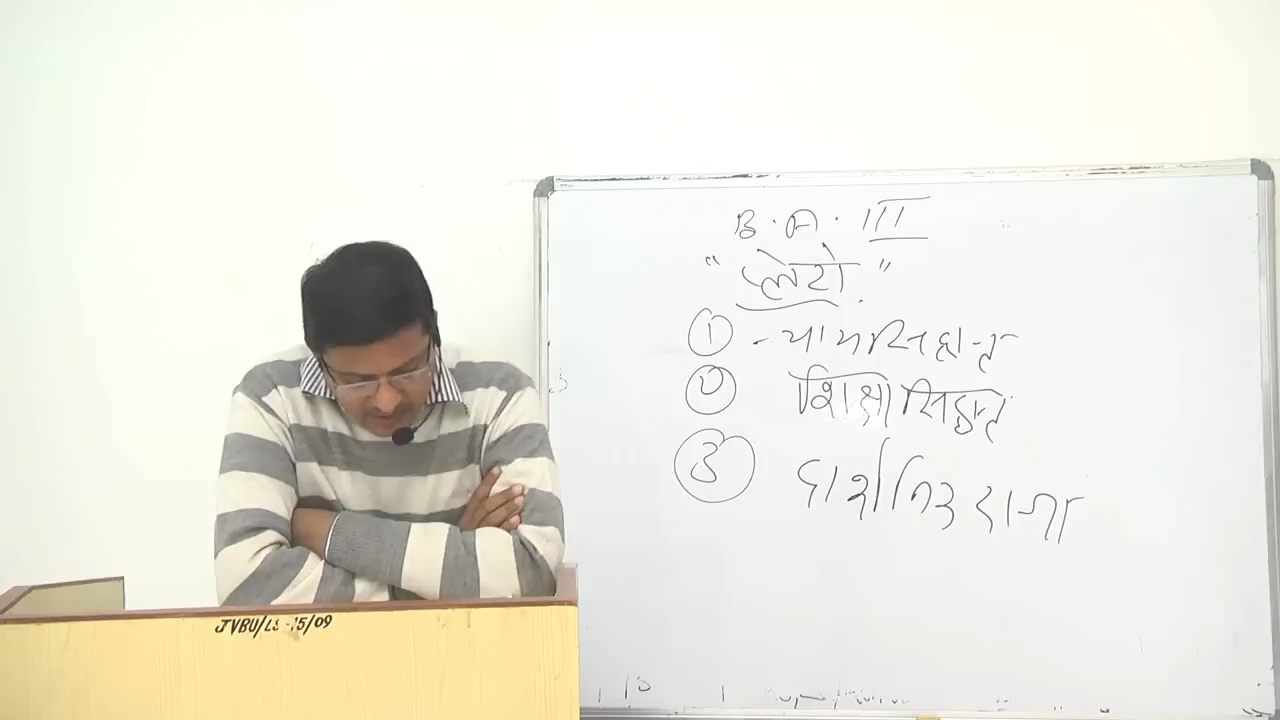 B.A. III
"प्लेटो"
① - न्यायसिद्धान्त
② शिक्षा सिद्धान्त
③ दार्शनिक राजा
JVBU/LS-15/09